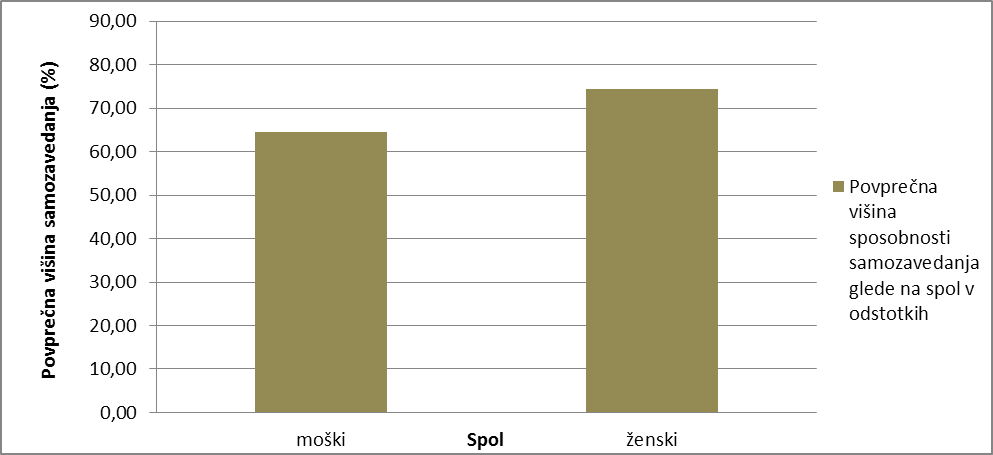 Povprečna višina samozavedanja (%)
90,00
80,00
70,00
60,00
50,00
40,00
30,00
20,00
10,00
0,00
moški
Spol
ženski
Povprečna
višina
sposobnosti
samozavedanja
glede na spol v
odstotkih